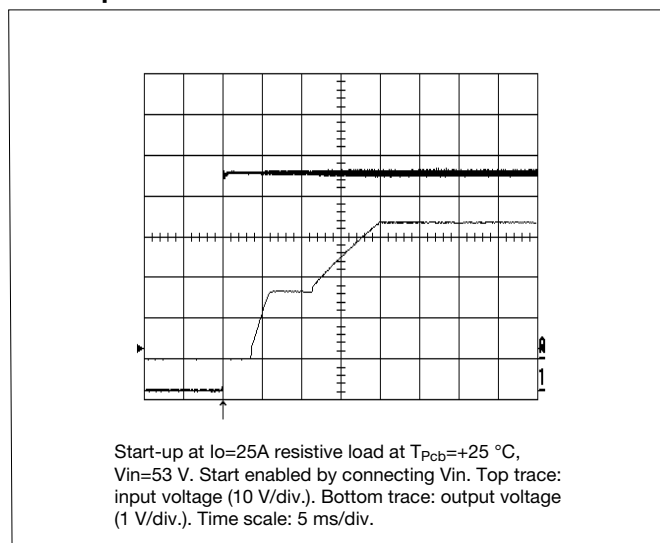 Start-up at Io=25A resistive load at TPcb=+25 °C,
Vin=53 V. Start enabled by connecting Vin. Top trace:
input voltage (10 V/div.). Bottom trace: output voltage
(1 V/div.). Time scale: 5 ms/div.
1